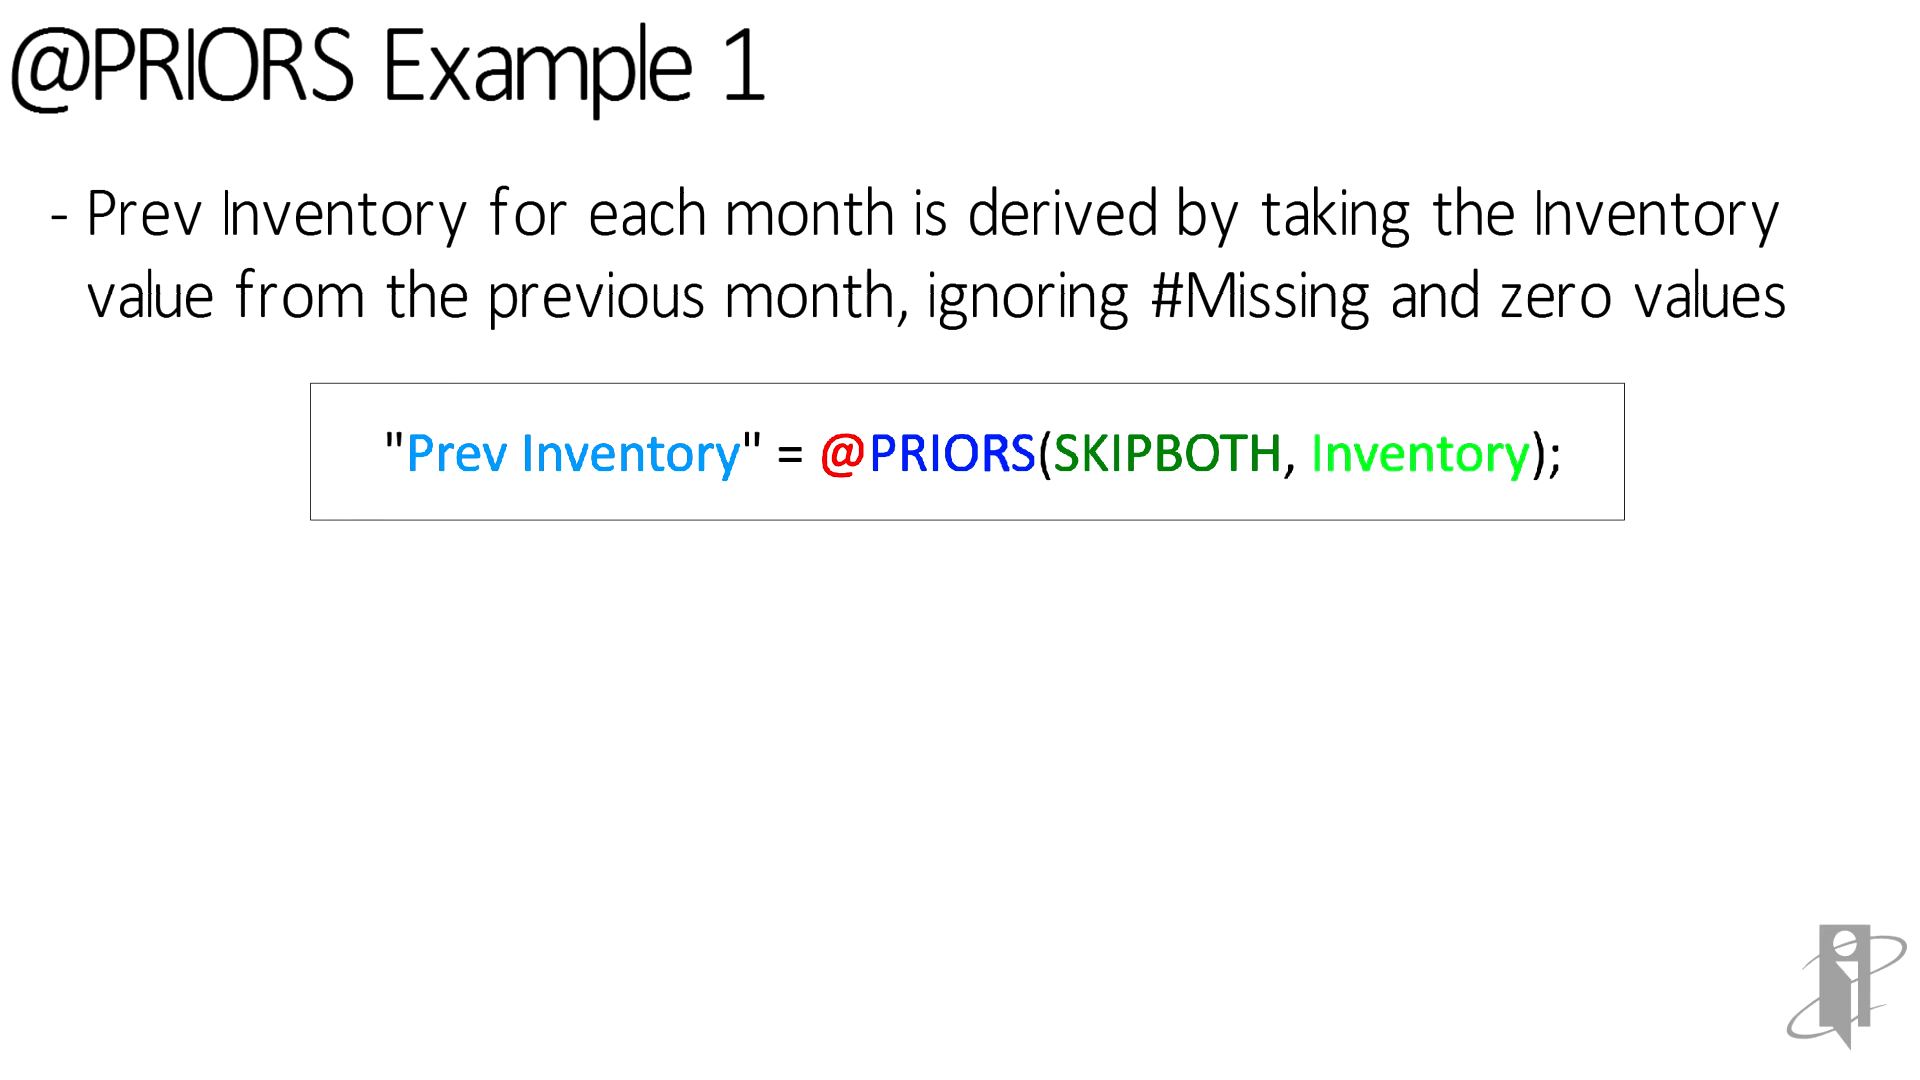 @PRIORS Example 1
- Prev Inventory for each month is derived by taking the Inventory
value from the previous month, ignoring #Missing and zero values
"Prev Inventory" = @PRIORS(SKIPBOTH, Inventory);